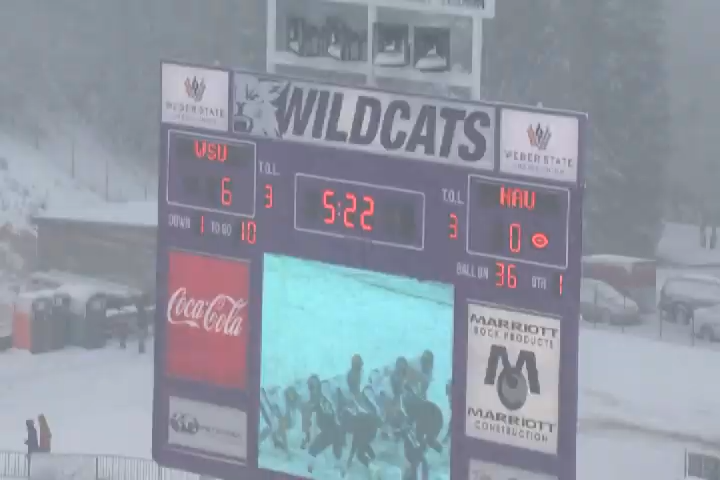 WEBER STATE
WILDCATS
WEBER STATE
WSU
6
T.O.L.
3
5:22
T.O.L.
3
NAU
0
DOWN 1 TO GO 10
BALL ON 36 QTR 1
Coca-Cola
MARRIOTT
ROCK PRODUCTS
M
MARRIOTT
CONSTRUCTION